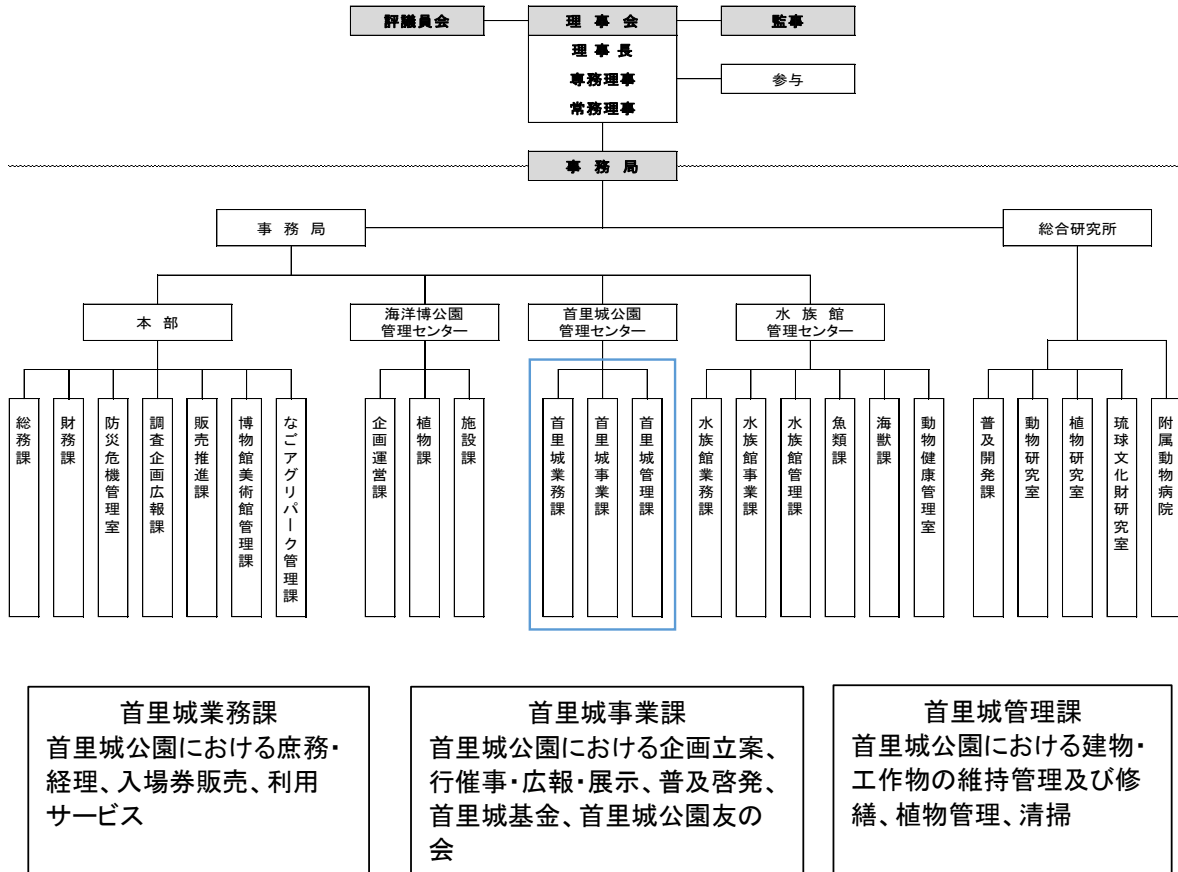 評議員会
理事会
監事
理事長
専務理事
参与
常務理事
事務局
事務局
総合研究所
本部
海洋博公園
管理センター
首里城公園
管理センター
水族館
管理センター
総務課
財務課
防災危機管理室
調査企画広報課
販売推進課
博物館美術館管理課
なごアグリパーク管理課
企画運営課
植物課
施設課
首里城業務課
首里城事業課
首里城管理課
水族館業務課
水族館事業課
水族館管理課
魚類課
海獣課
動物健康管理室
普及開発課
動物研究室
植物研究室
琉球文化財研究室
附属動物病院
首里城業務課
首里城公園における庶務・
経理、入場券販売、利用
サービス
首里城事業課
首里城公園における企画立案、
行催事・広報・展示、普及啓発、
首里城基金、首里城公園友の
会
首里城管理課
首里城公園における建物・
工作物の維持管理及び修
繕、植物管理、清掃